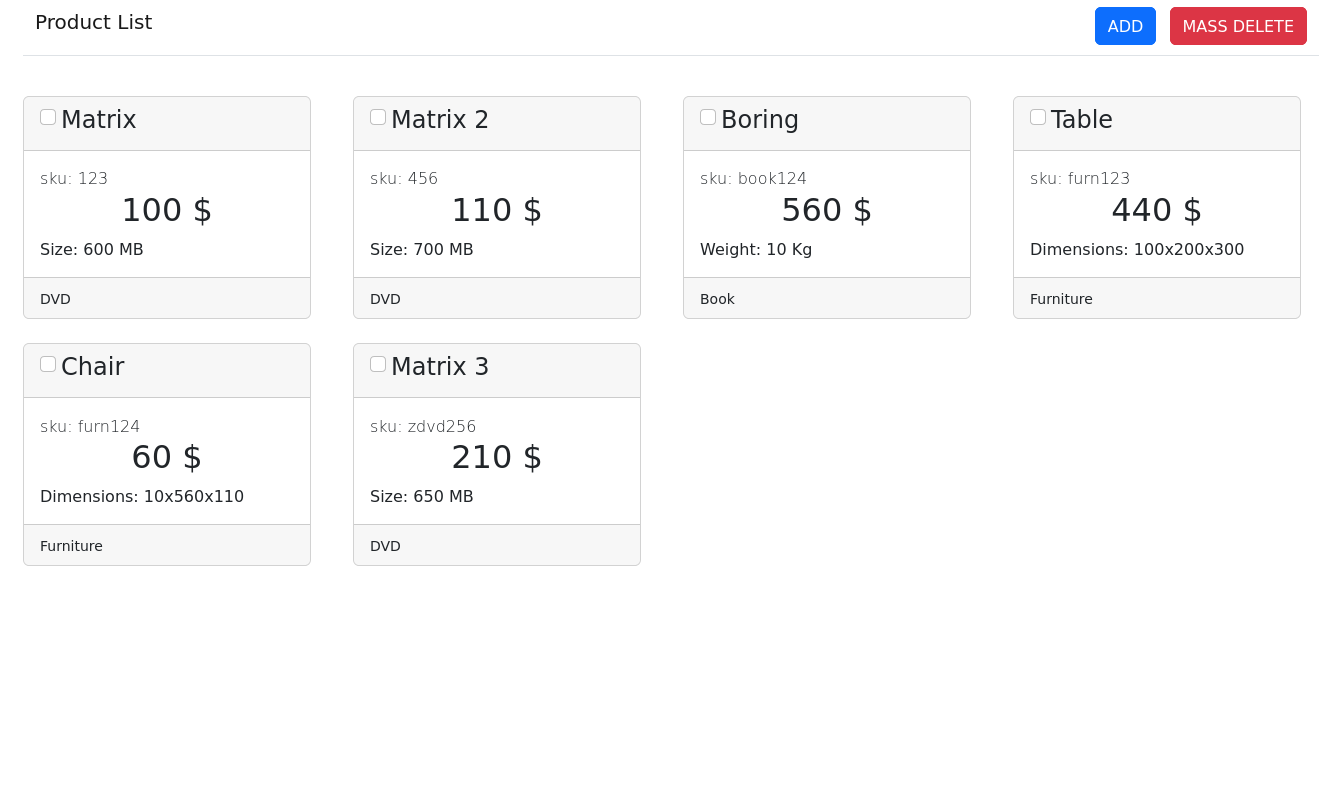 Product List
ADD
MASS DELETE
Matrix
sku: 123
100 $
Size: 600 MB
DVD
Matrix 2
sku: 456
110 $
Size: 700 MB
DVD
Boring
sku: book124
560 $
Weight: 10 Kg
Book
Table
sku: furn123
440 $
Dimensions: 100x200x300
Furniture
Chair
sku: furn124
60 $
Dimensions: 10x560x110
Furniture
Matrix 3
sku: zdvd256
210 $
Size: 650 MB
DVD